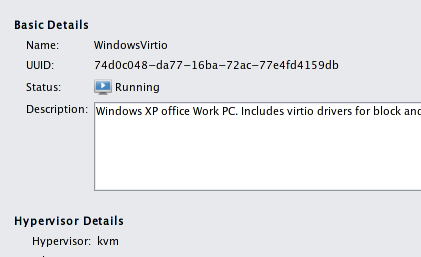 Basic Details
Name: WindowsVirtio
UUID: 74d0c048-da77-16ba-72ac-77e4fd4159db
Status: Running
Description: Windows XP office Work PC. Includes virtio drivers for block and
Hypervisor Details
Hypervisor: kvm